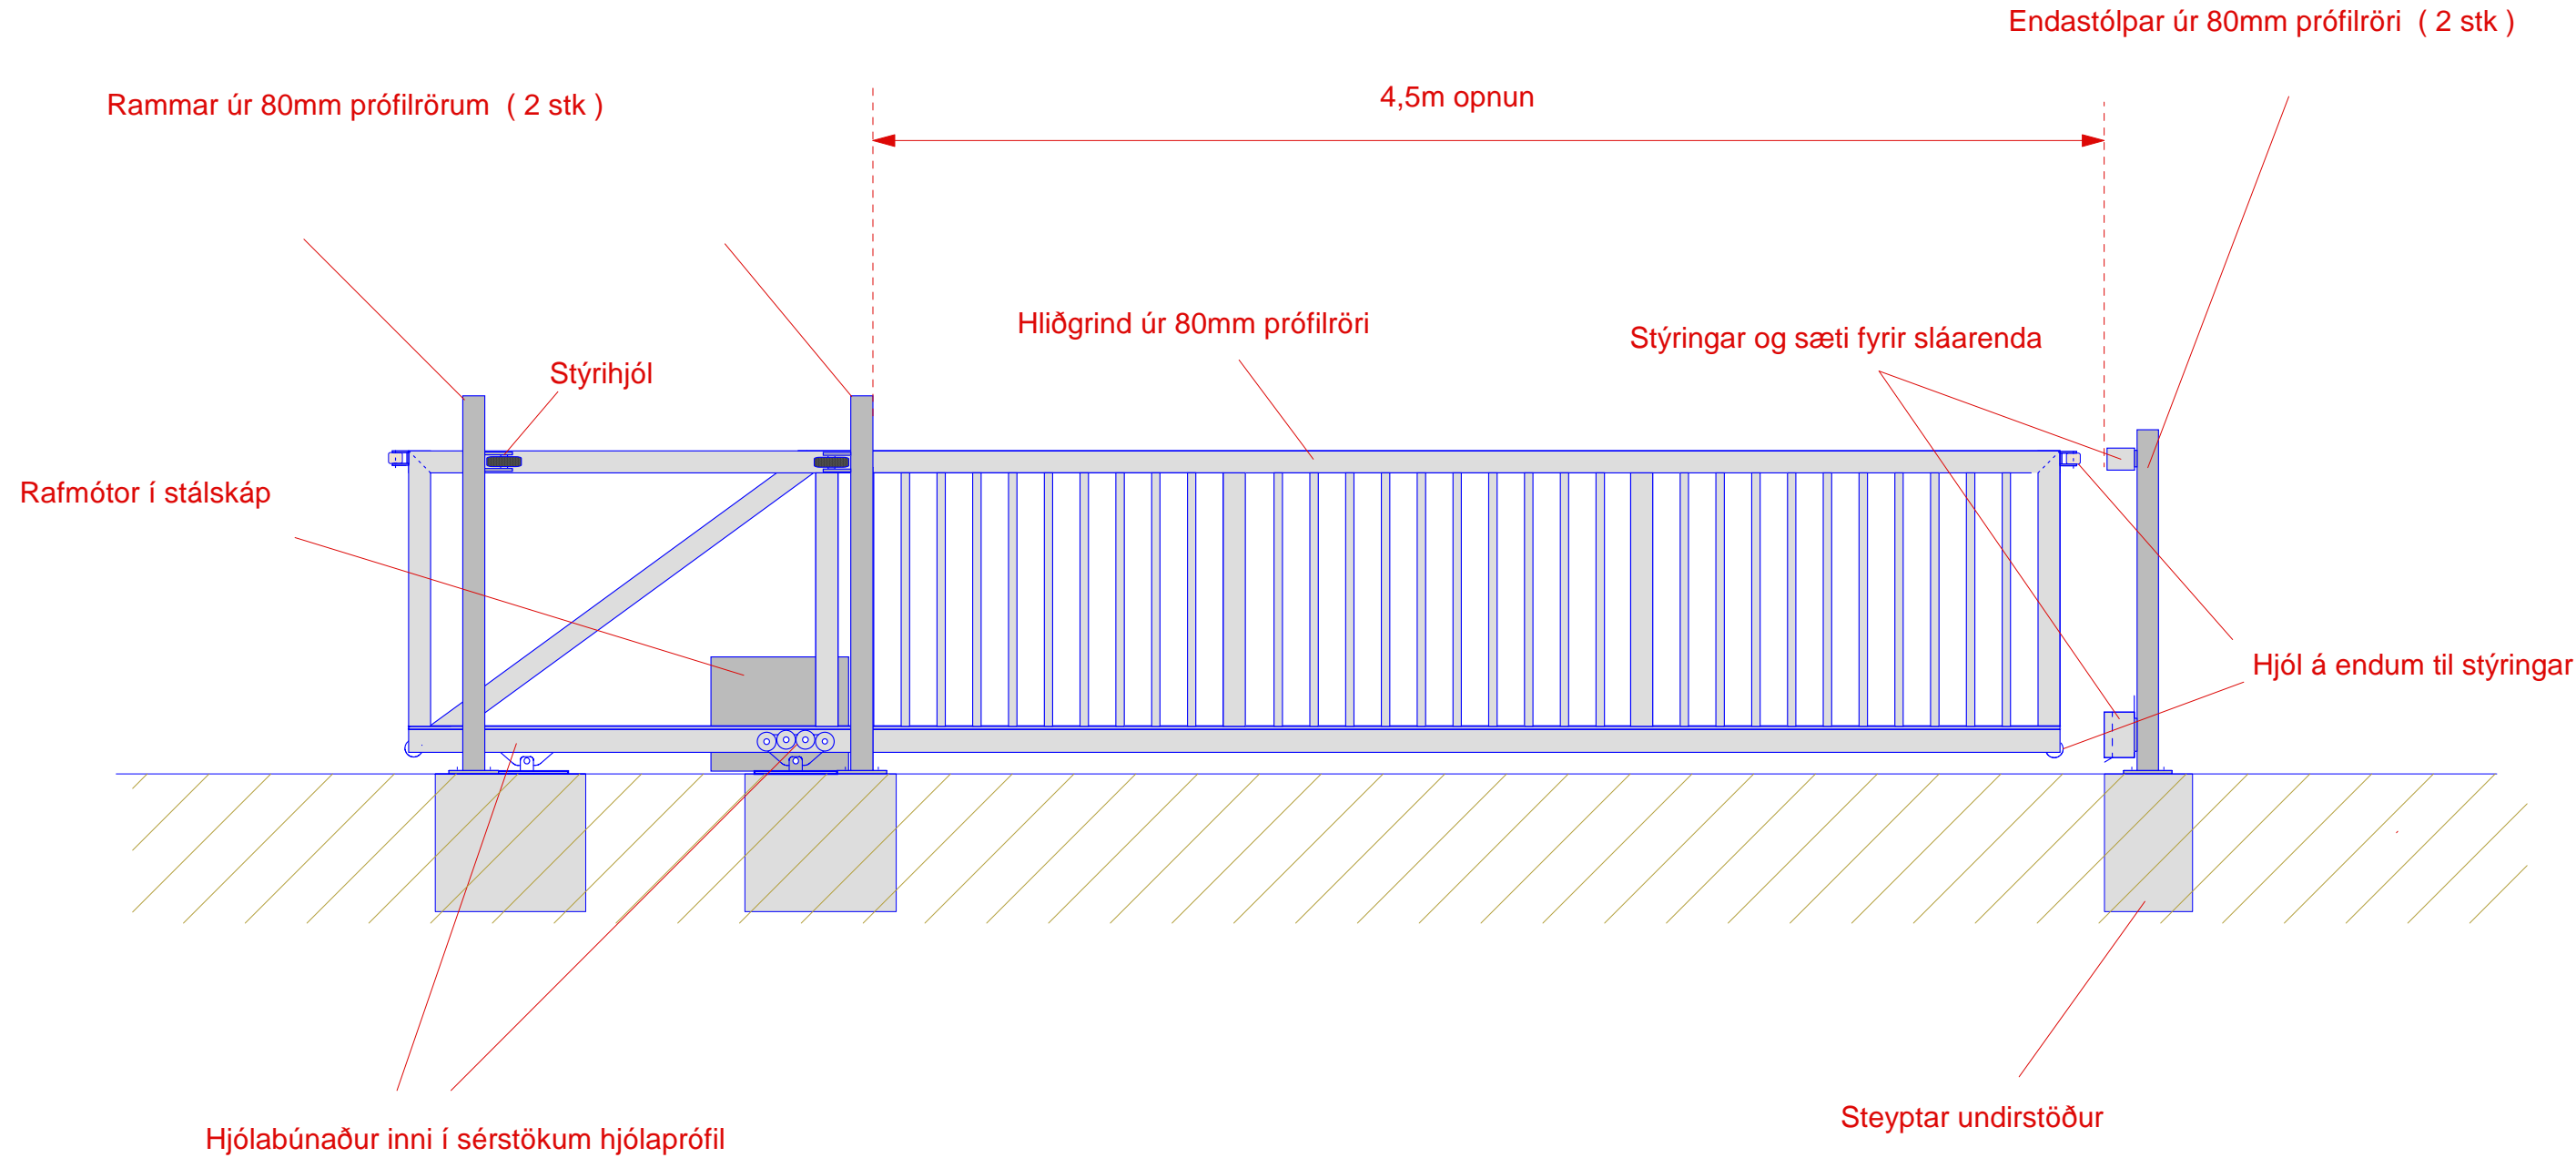 Endastólpar úr 80mm prófilröri ( 2 stk )
Rammar úr 80mm prófilrörum ( 2 stk )
4,5m opnun
Hliðgrind úr 80mm prófilröri
Stýringar og sæti fyrir sláarenda
Stýrihjól
Rafmótor í stálskáp
Hjól á endum til stýringar
Steyptar undirstöður
Hjólabúnaður inni í sérstökum hjólaprófil